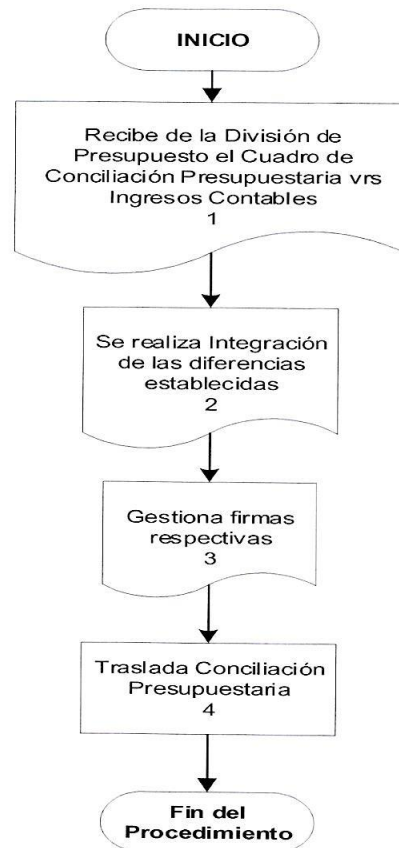 INICIO
Recibe de la División de
Presupuesto el Cuadro de
Conciliación Presupuestaria vrs
Ingresos Contables
1
Se realiza Integración
de las diferencias
establecidas
2
Gestiona firmas
respectivas
3
Traslada Conciliación
Presupuestaria
4
Fin del
Procedimiento